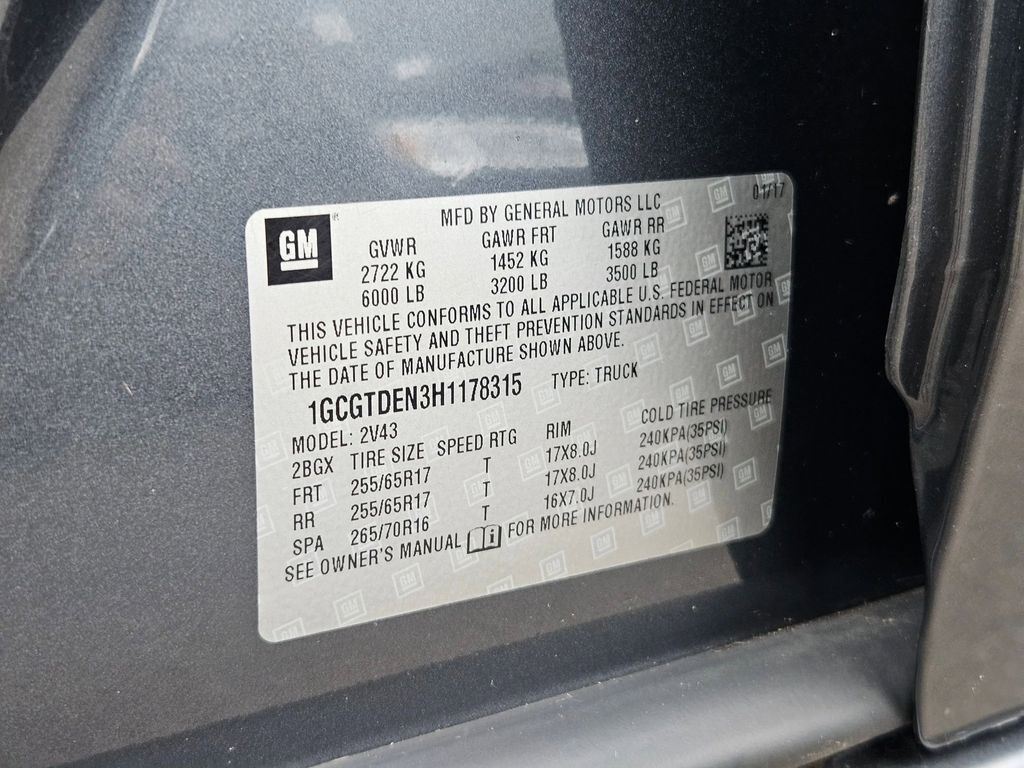 GM
MFD BY GENERAL MOTORS LLC
01/17
GVWR GAWR FRT GAWR RR
2722 KG 1452 KG 1588 KG
6000 LB 3200 LB 3500 LB
THIS VEHICLE CONFORMS TO ALL APPLICABLE U.S. FEDERAL MOTOR
VEHICLE SAFETY AND THEFT PREVENTION STANDARDS IN EFFECT ON
THE DATE OF MANUFACTURE SHOWN ABOVE.
1GCGTDEN3H1178315 TYPE: TRUCK
MODEL: 2V43
2BGX TIRE SIZE SPEED RTG RIM COLD TIRE PRESSURE
FRT 255/65R17 T 17X8.0J 240KPA(35PSI)
RR 255/65R17 T 17X8.0J 240KPA(35PSI)
SPA 265/70R16 T 16X7.0J 240KPA(35PSI)
SEE OWNER'S MANUAL i FOR MORE INFORMATION.